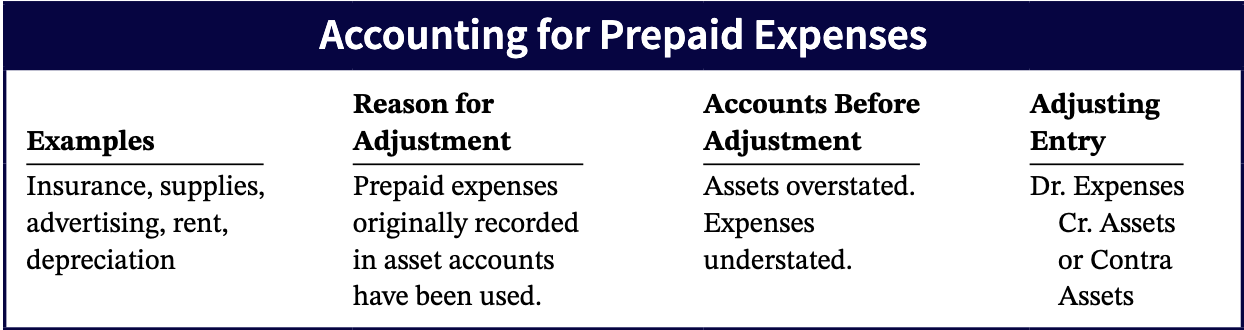 Accounting for Prepaid Expenses
Examples
Reason for
Adjustment
Accounts Before
Adjustment
Adjusting
Entry
Insurance, supplies,
advertising, rent,
depreciation
Prepaid expenses
originally recorded
in asset accounts
have been used.
Assets overstated.
Expenses
understated.
Dr. Expenses
Cr. Assets
or Contra
Assets